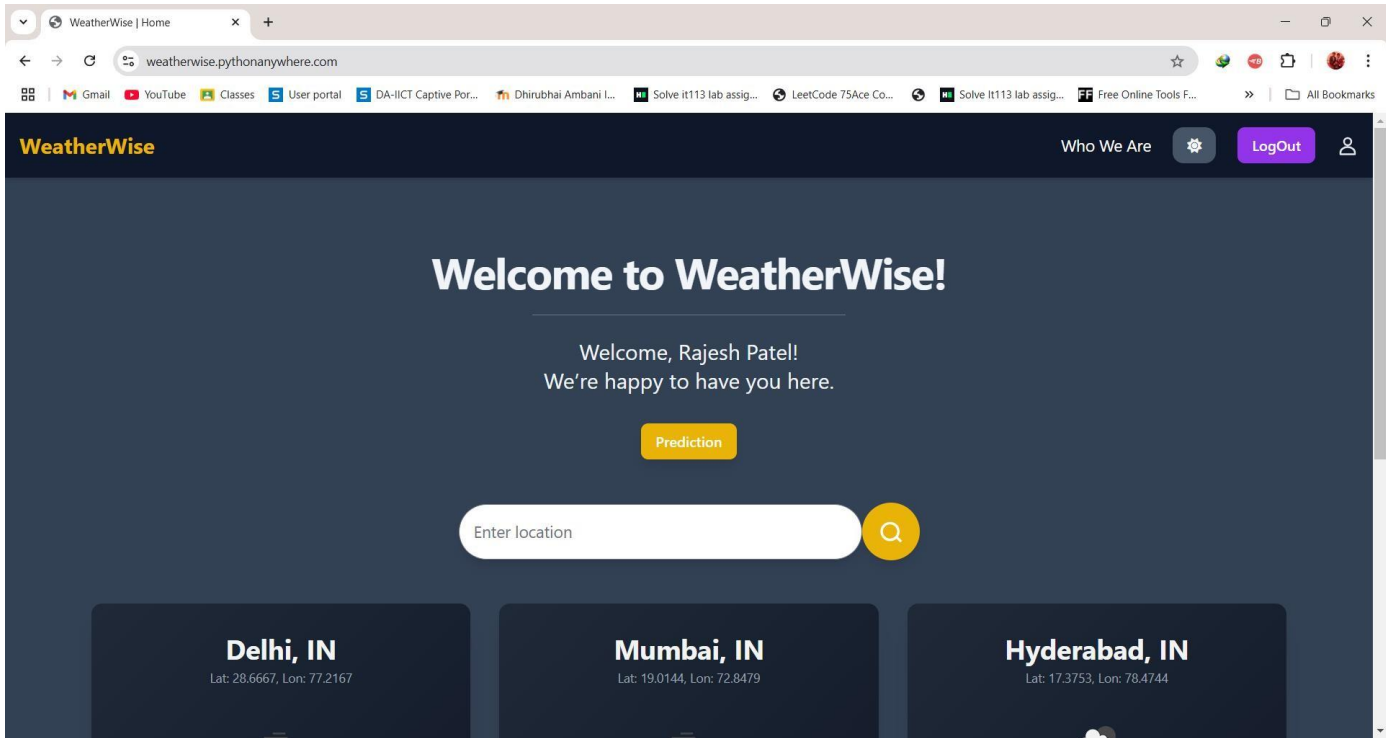 WeatherWise | Home
weatherwise.pythonanywhere.com
Gmail YouTube Classes User portal DA-IICT Captive Por... Dhirubhai Ambani I... Solve it113 lab assig... LeetCode 75Ace Co... Solve It113 lab assig... Free Online Tools F... » All Bookmarks
WeatherWise Who We Are LogOut
Welcome to WeatherWise!
Welcome, Rajesh Patel!
We’re happy to have you here.
Prediction
Enter location
Delhi, IN Mumbai, IN Hyderabad, IN
Lat: 28.6667, Lon: 77.2167 Lat: 19.0144, Lon: 72.8479 Lat: 17.3753, Lon: 78.4744